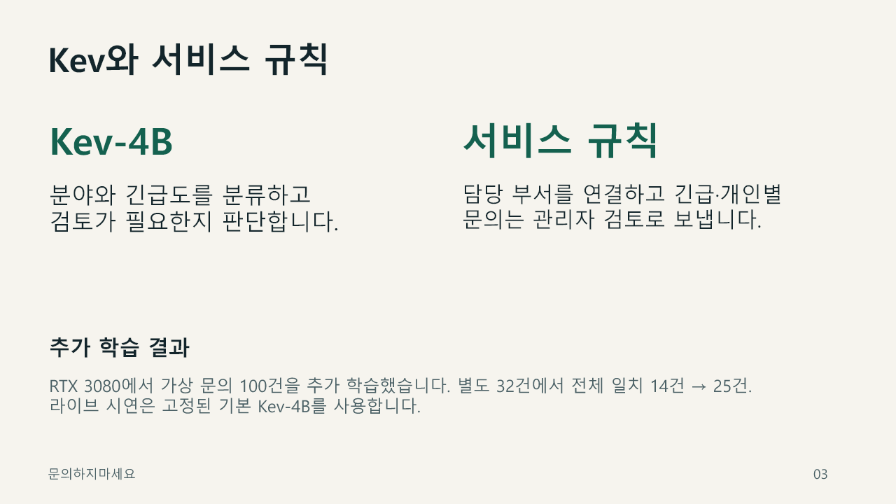 Kev와 서비스 규칙
Kev-4B
분야와 긴급도를 분류하고
검토가 필요한지 판단합니다.
서비스 규칙
담당 부서를 연결하고 긴급·개인별
문의는 관리자 검토로 보냅니다.
추가 학습 결과
RTX 3080에서 가상 문의 100건을 추가 학습했습니다. 별도 32건에서 전체 일치 14건 → 25건.
라이브 시연은 고정된 기본 Kev-4B를 사용합니다.
문의하지마세요
03